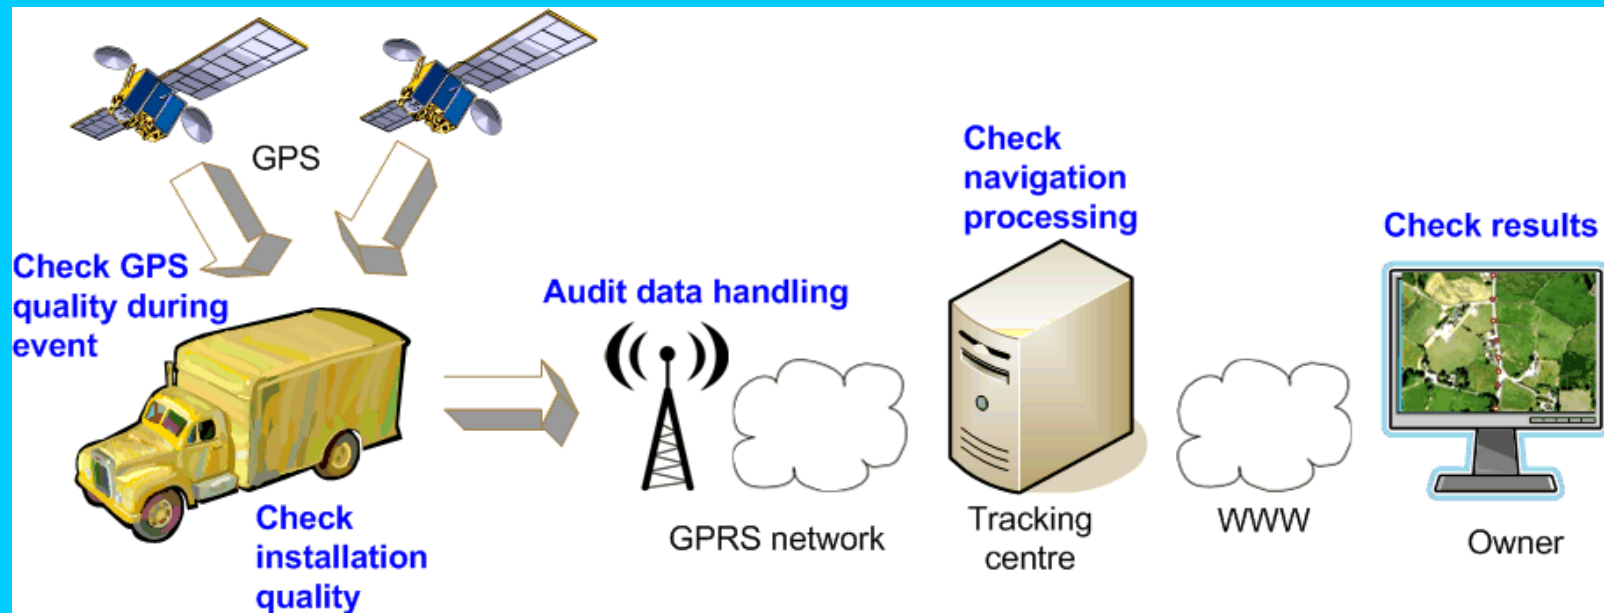 GPS
Check GPS
quality during
event
Check
installation
quality
Audit data handling
GPRS network
Check
navigation
processing
Tracking
centre
WWW
Check results
Owner